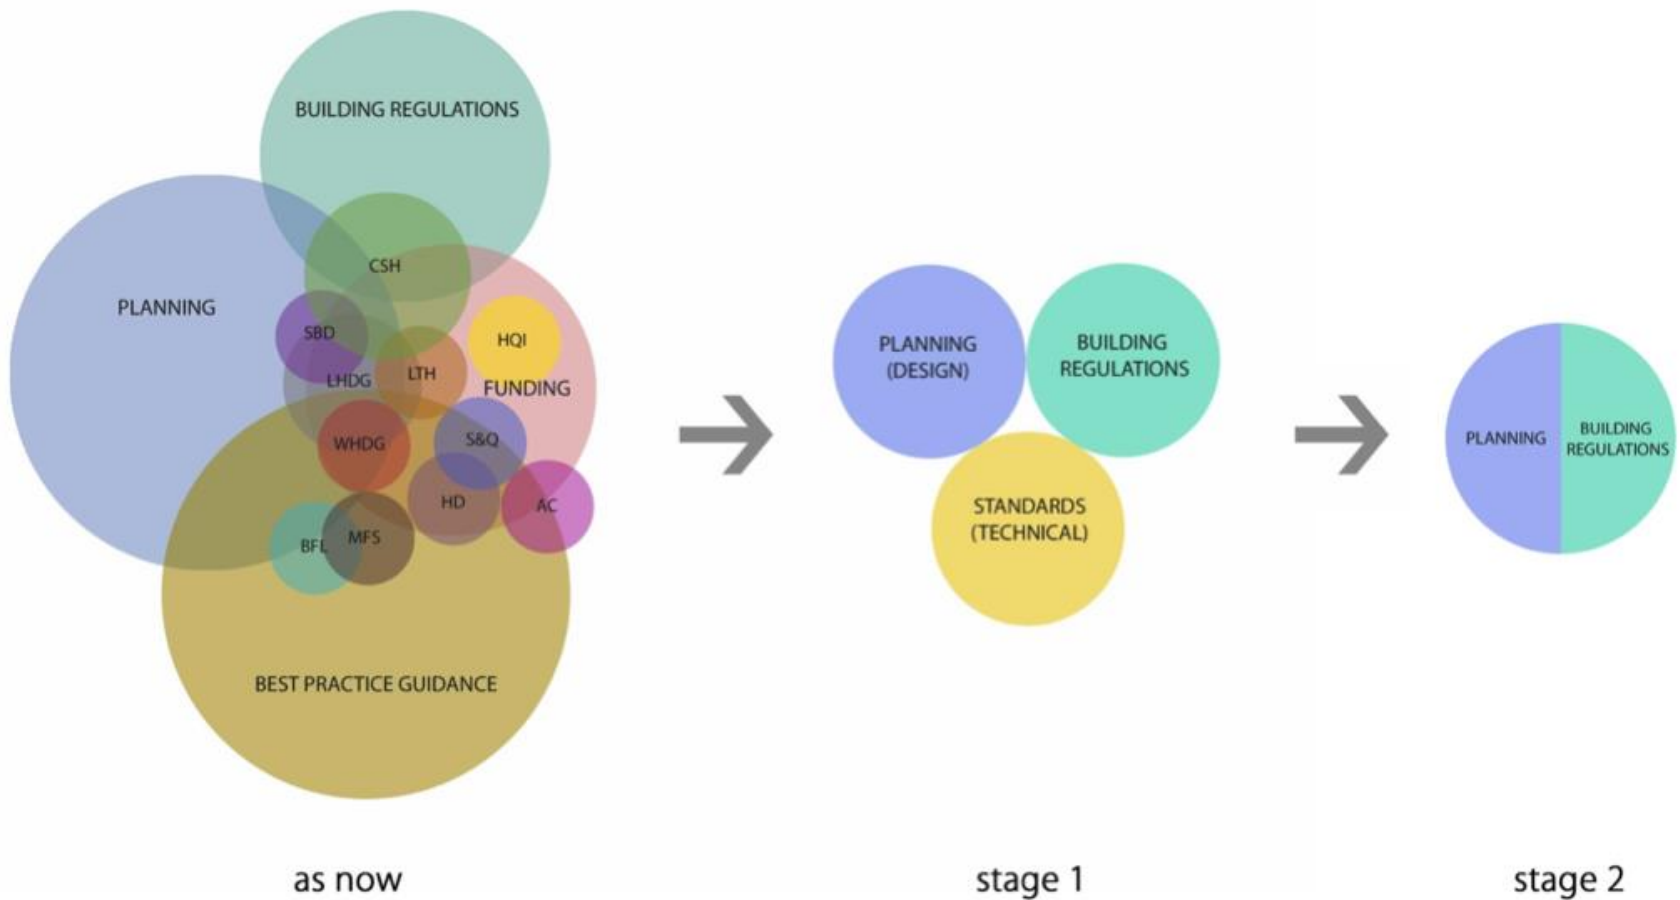 BUILDING REGULATIONS
PLANNING
CSH
SBD
HQI
LHDG
LTH
FUNDING
WHDG
S&Q
HD
AC
BFL
MFS
BEST PRACTICE GUIDANCE
as now
PLANNING
(DESIGN)
BUILDING
REGULATIONS
STANDARDS
(TECHNICAL)
stage 1
PLANNING
BUILDING
REGULATIONS
stage 2